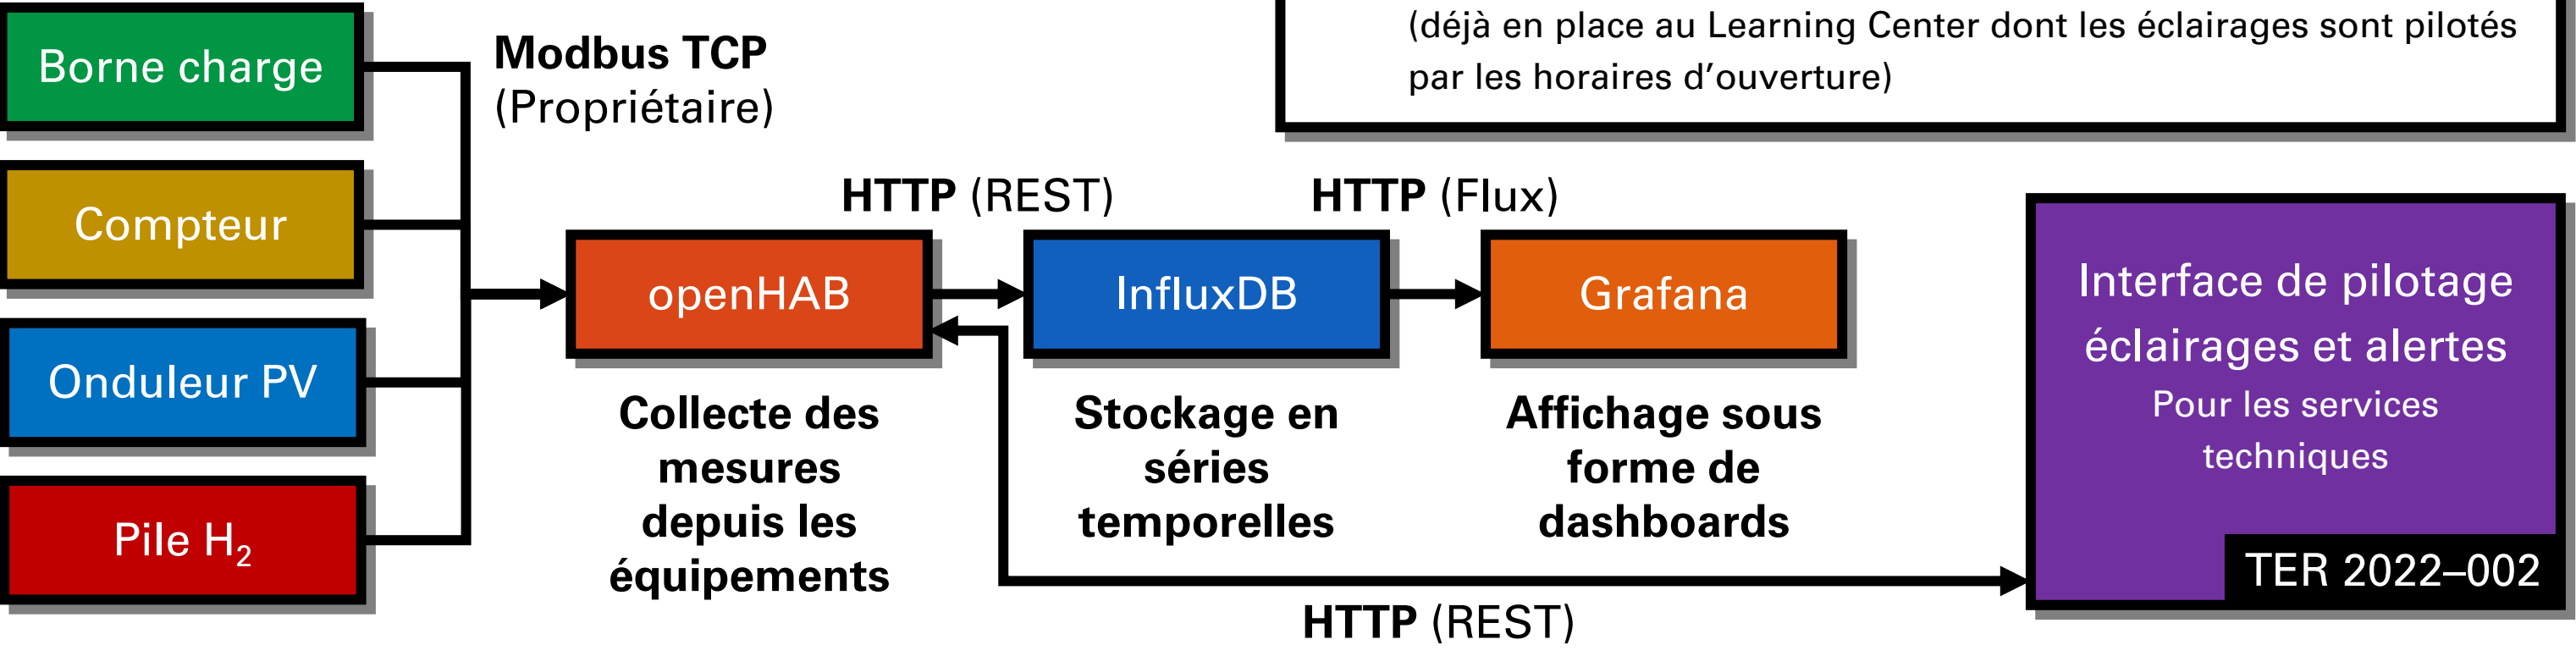 (déjà en place au Learning Center dont les éclairages sont pilotés
par les horaires d’ouverture)
Borne charge
Modbus TCP
(Propriétaire)
Compteur
Onduleur PV
Pile H₂
HTTP (REST)
HTTP (Flux)
openHAB
InfluxDB
Grafana
Collecte des
mesures
depuis les
équipements
Stockage en
séries
temporelles
Affichage sous
forme de
dashboards
Interface de pilotage
éclairages et alertes
Pour les services
techniques
TER 2022–002
HTTP (REST)